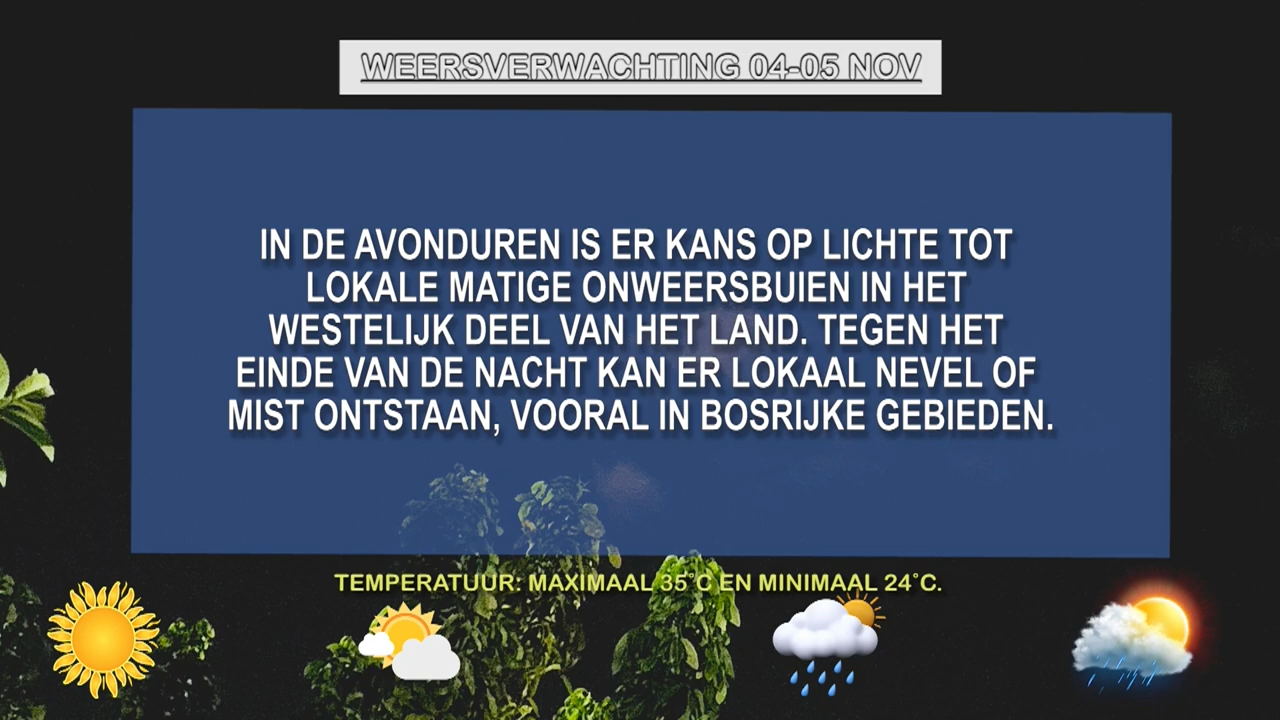 WEERSVERWACHTING 04-05 NOV
IN DE AVONDUREN IS ER KANS OP LICHTE TOT
LOKALE MATIGE ONWEERSBUIEN IN HET
WESTELIJK DEEL VAN HET LAND. TEGEN HET
EINDE VAN DE NACHT KAN ER LOKAAL NEVEL OF
MIST ONTSTAAN, VOORAL IN BOSRIJKE GEBIEDEN.
TEMPERATUUR: MAXIMAAL 35°C EN MINIMAAL 24°C.